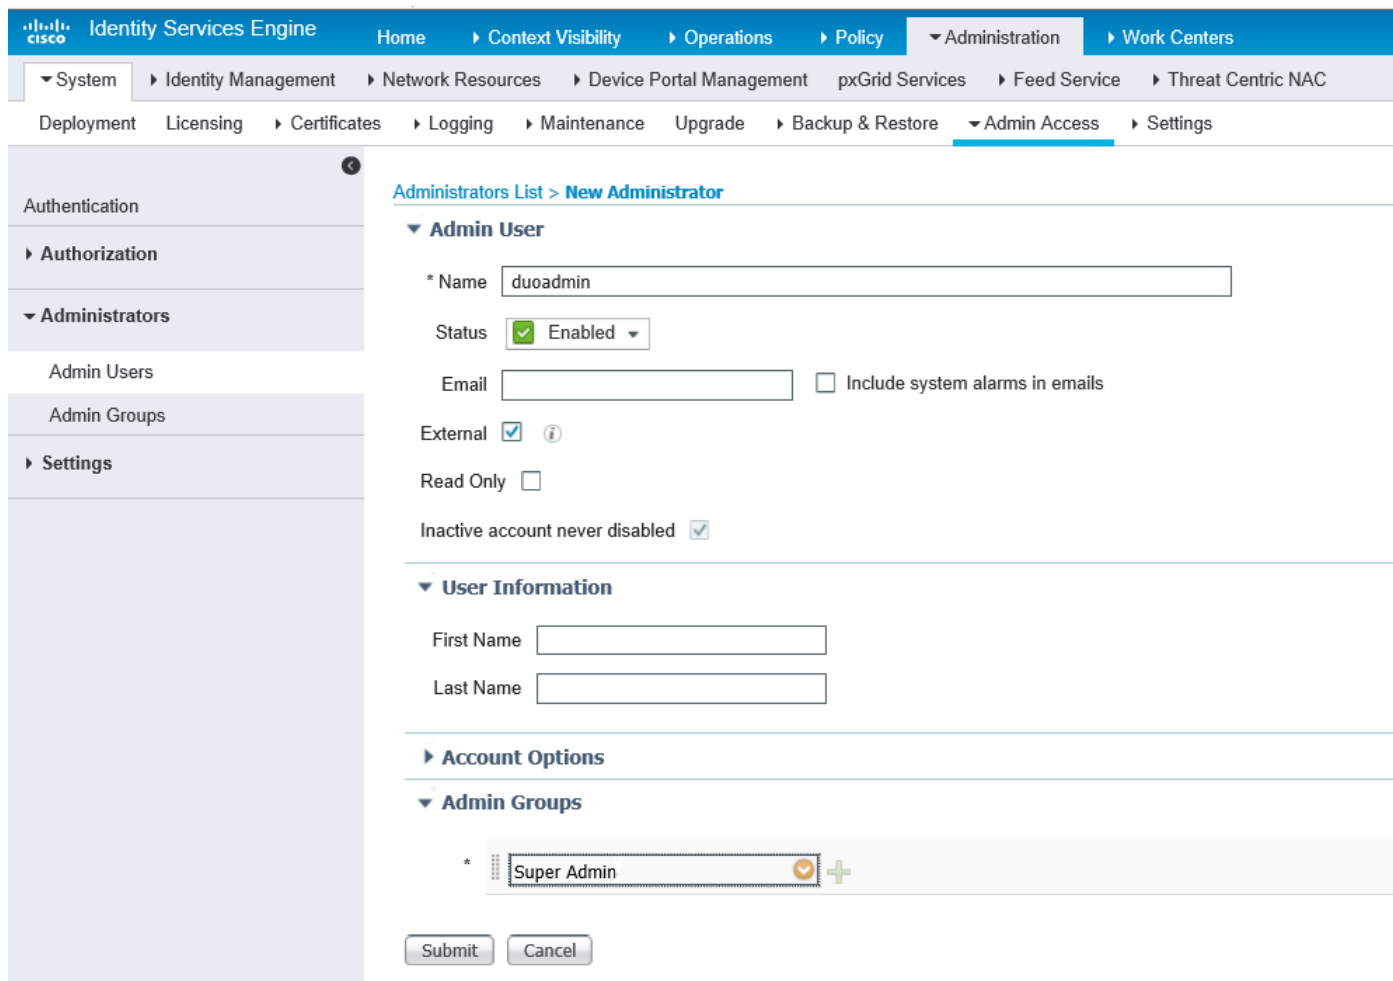 cisco Identity Services Engine Home Context Visibility Operations Policy Administration Work Centers
System Identity Management Network Resources Device Portal Management pxGrid Services Feed Service Threat Centric NAC
Deployment Licensing Certificates Logging Maintenance Upgrade Backup & Restore Admin Access Settings
Authentication
Authorization
Administrators
Admin Users
Admin Groups
Settings
Administrators List > New Administrator
Admin User
* Name duoadmin
Status Enabled
Email Include system alarms in emails
External i
Read Only
Inactive account never disabled
User Information
First Name
Last Name
Account Options
Admin Groups
* Super Admin
Submit Cancel